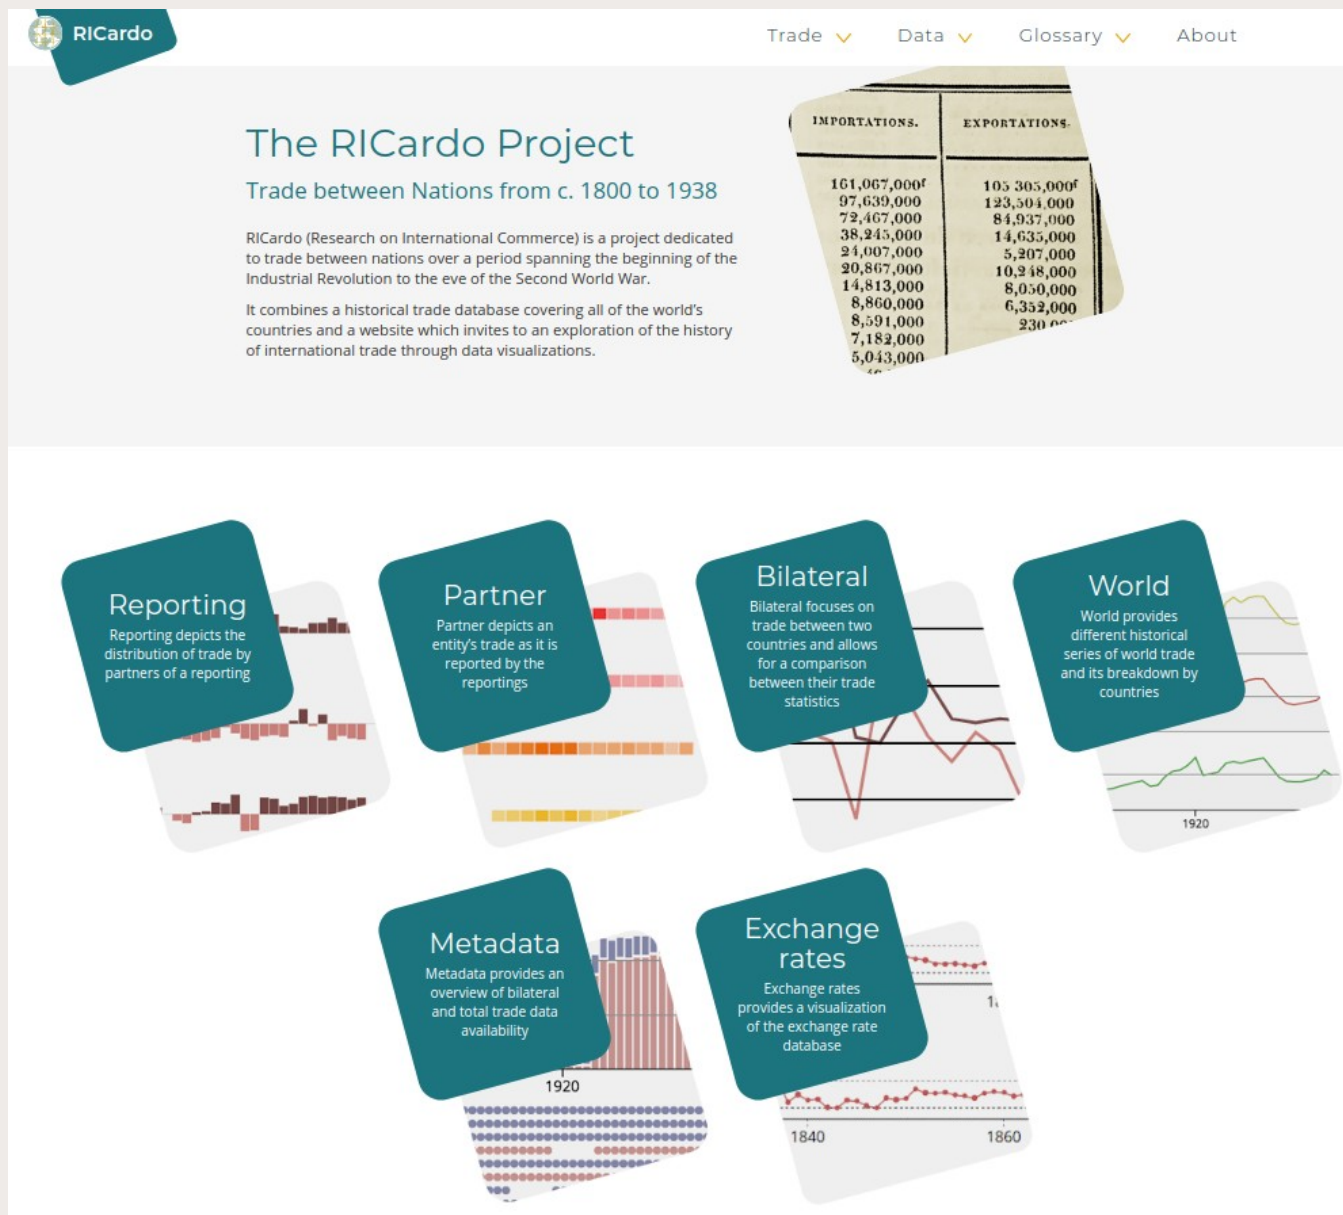 RICardo
Trade
Data
Glossary
About
The RICardo Project
Trade between Nations from c. 1800 to 1938
RICardo (Research on International Commerce) is a project dedicated
to trade between nations over a period spanning the beginning of the
Industrial Revolution to the eve of the Second World War.
It combines a historical trade database covering all of the world's
countries and a website which invites to an exploration of the history
of international trade through data visualizations.
IMPORTATIONS.
EXPORTATIONS.
161,067,000f
105 305,000f
97,639,000
123,504,000
72,467,000
84,937,000
38,245,000
14,635,000
24,007,000
5,207,000
20,867,000
10,248,000
14,813,000
8,050,000
8,860,000
6,352,000
8,591,000
7,182,000
5,043,000
Reporting
Reporting depicts the
distribution of trade by
partners of a reporting
Partner
Partner depicts an
entity's trade as it is
reported by the
reportings
Bilateral
Bilateral focuses on
trade between two
countries and allows
for a comparison
between their trade
statistics
World
World provides
different historical
series of world trade
and its breakdown by
countries
1920
Metadata
Metadata provides an
overview of bilateral
and total trade data
availability
1920
Exchange
rates
Exchange rates
provides a visualization
of the exchange rate
database
1840
1860